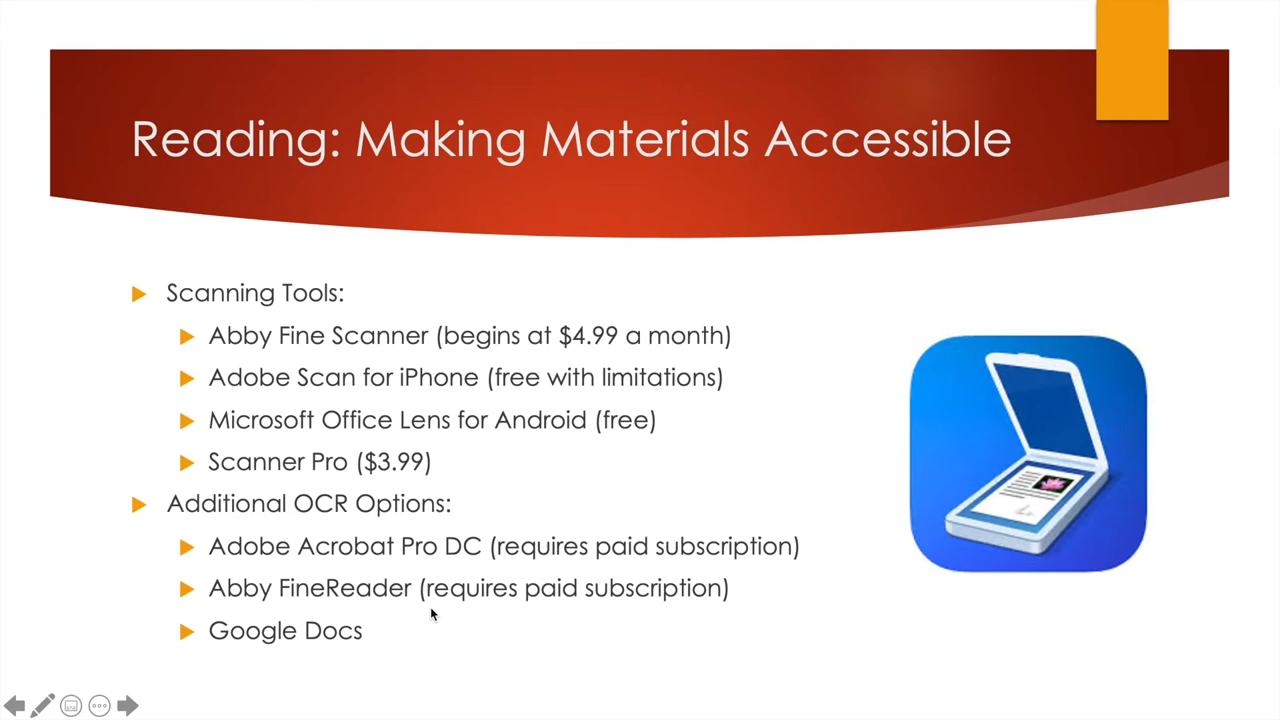 Reading: Making Materials Accessible
Scanning Tools:
Abby Fine Scanner (begins at $4.99 a month)
Adobe Scan for iPhone (free with limitations)
Microsoft Office Lens for Android (free)
Scanner Pro ($3.99)
Additional OCR Options:
Adobe Acrobat Pro DC (requires paid subscription)
Abby FineReader (requires paid subscription)
Google Docs